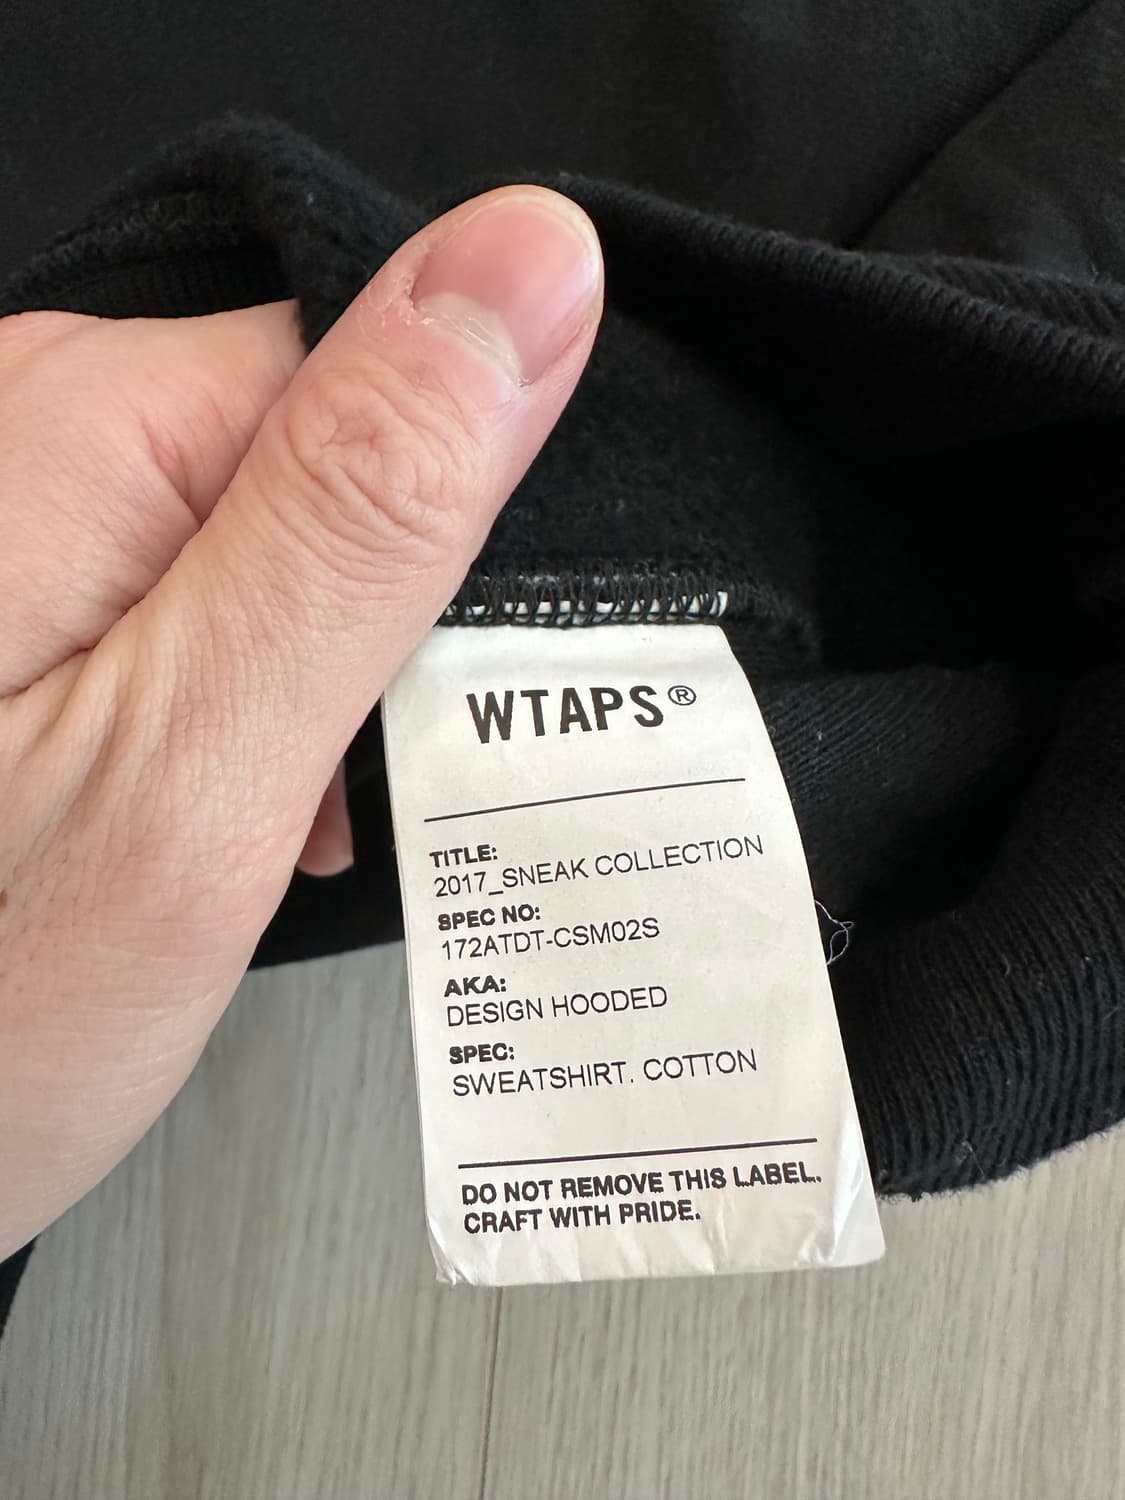 WTAPS®
TITLE:
2017_SNEAK COLLECTION
SPEC NO:
172ATDT-CSM02S
AKA:
DESIGN HOODED
SPEC:
SWEATSHIRT. COTTON
DO NOT REMOVE THIS LABEL.
CRAFT WITH PRIDE.